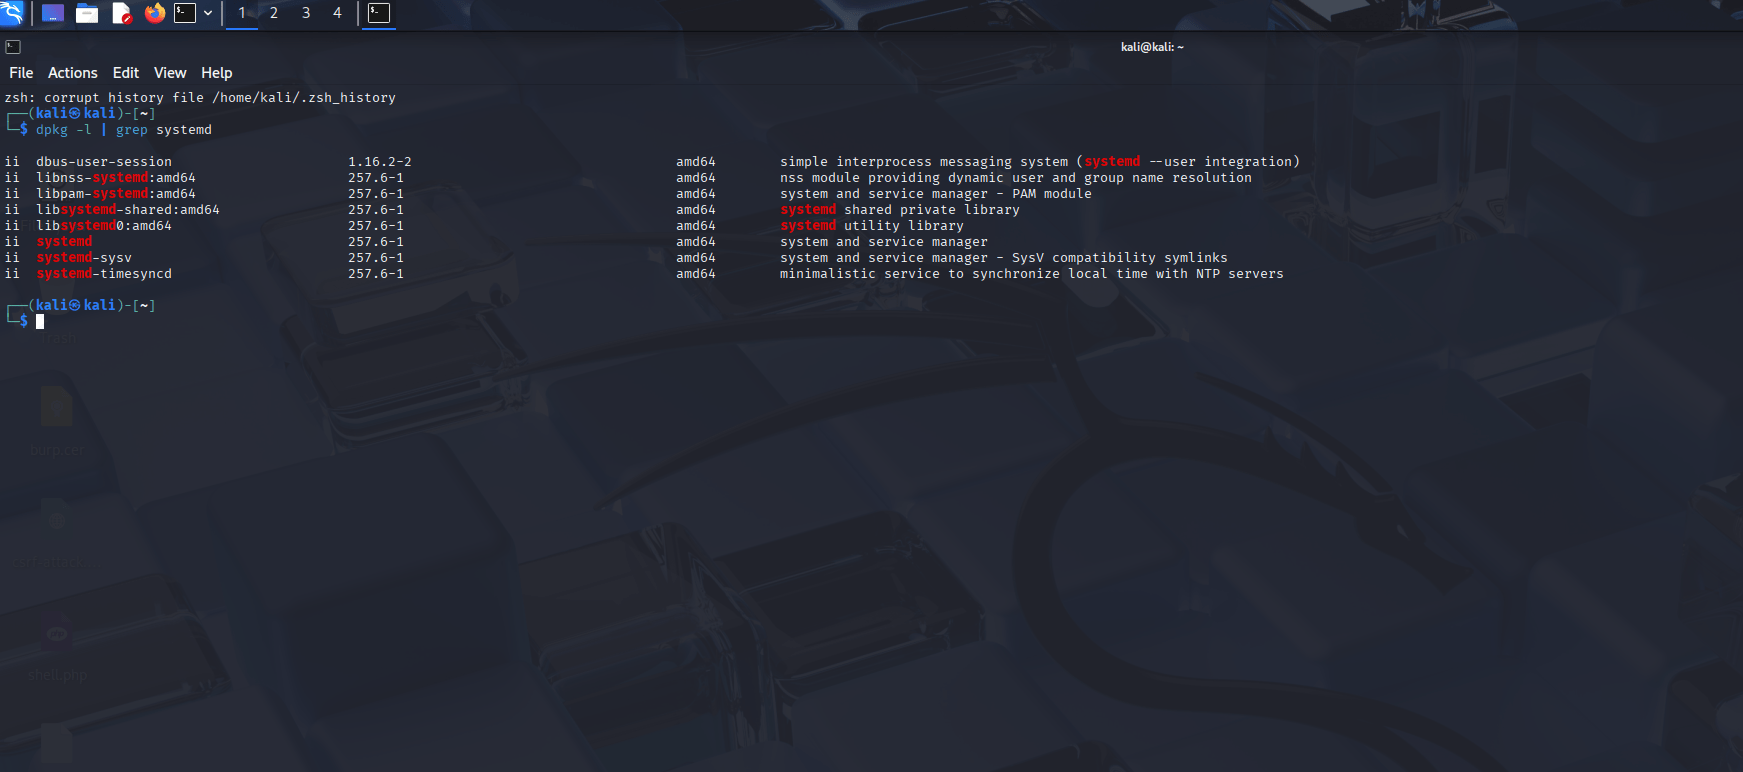 1 2 3 4
kali@kali: ~
File Actions Edit View Help
zsh: corrupt history file /home/kali/.zsh_history
┌──(kali㉿kali)-[~]
└─$ dpkg -l | grep systemd
ii dbus-user-session 1.16.2-2 amd64 simple interprocess messaging system (systemd --user integration)
ii libnss-systemd:amd64 257.6-1 amd64 nss module providing dynamic user and group name resolution
ii libpam-systemd:amd64 257.6-1 amd64 system and service manager - PAM module
ii libsystemd-shared:amd64 257.6-1 amd64 systemd shared private library
ii libsystemd0:amd64 257.6-1 amd64 systemd utility library
ii systemd 257.6-1 amd64 system and service manager
ii systemd-sysv 257.6-1 amd64 system and service manager - SysV compatibility symlinks
ii systemd-timesyncd 257.6-1 amd64 minimalistic service to synchronize local time with NTP servers
┌──(kali㉿kali)-[~]
└─$
Trash
burp.cer
shell.php